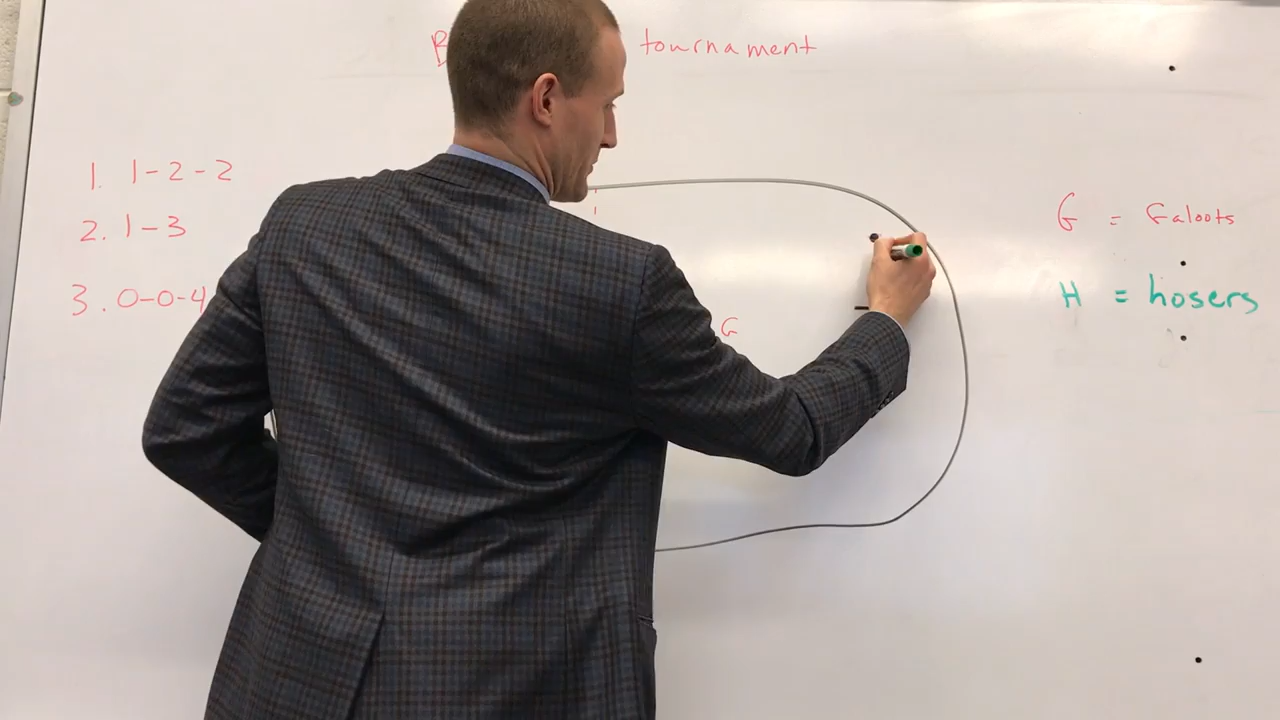 tournament
1. 1-2-2
2. 1-3
3. 0-0-4
G = Galoots
H = hosers
G